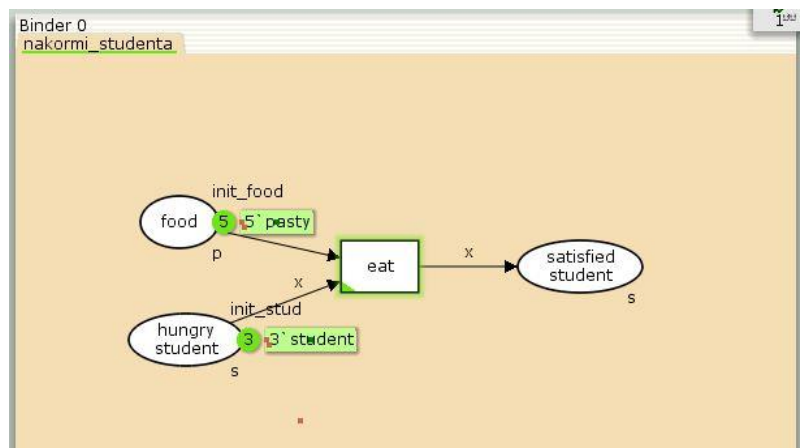 Binder 0
nakormi_studenta
init_food
food
5
5`pasty
p
eat
x
satisfied
student
s
x
init_stud
hungry
student
3
3`student
s